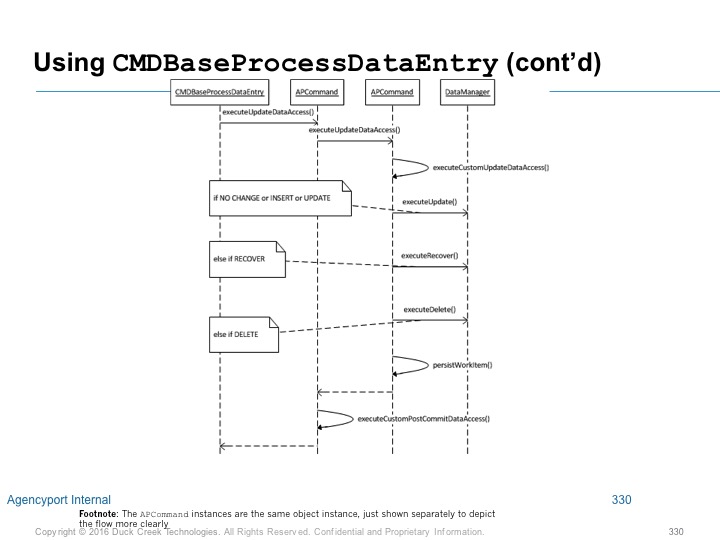 Using CMDBaseProcessDataEntry (cont’d)
CMDBaseProcessDataEntry
APCommand
APCommand
DataManager
executeUpdateDataAccess()
executeUpdateDataAccess()
executeCustomUpdateDataAccess()
if NO CHANGE or INSERT or UPDATE
executeUpdate()
else if RECOVER
executeRecover()
executeDelete()
else if DELETE
persistWorkItem()
executeCustomPostCommitDataAccess()
Agencyport Internal
330
Footnote: The APCommand instances are the same object instance, just shown separately to depict
the flow more clearly
Copyright © 2016 Duck Creek Technologies. All Rights Reserved. Confidential and Proprietary Information.
330